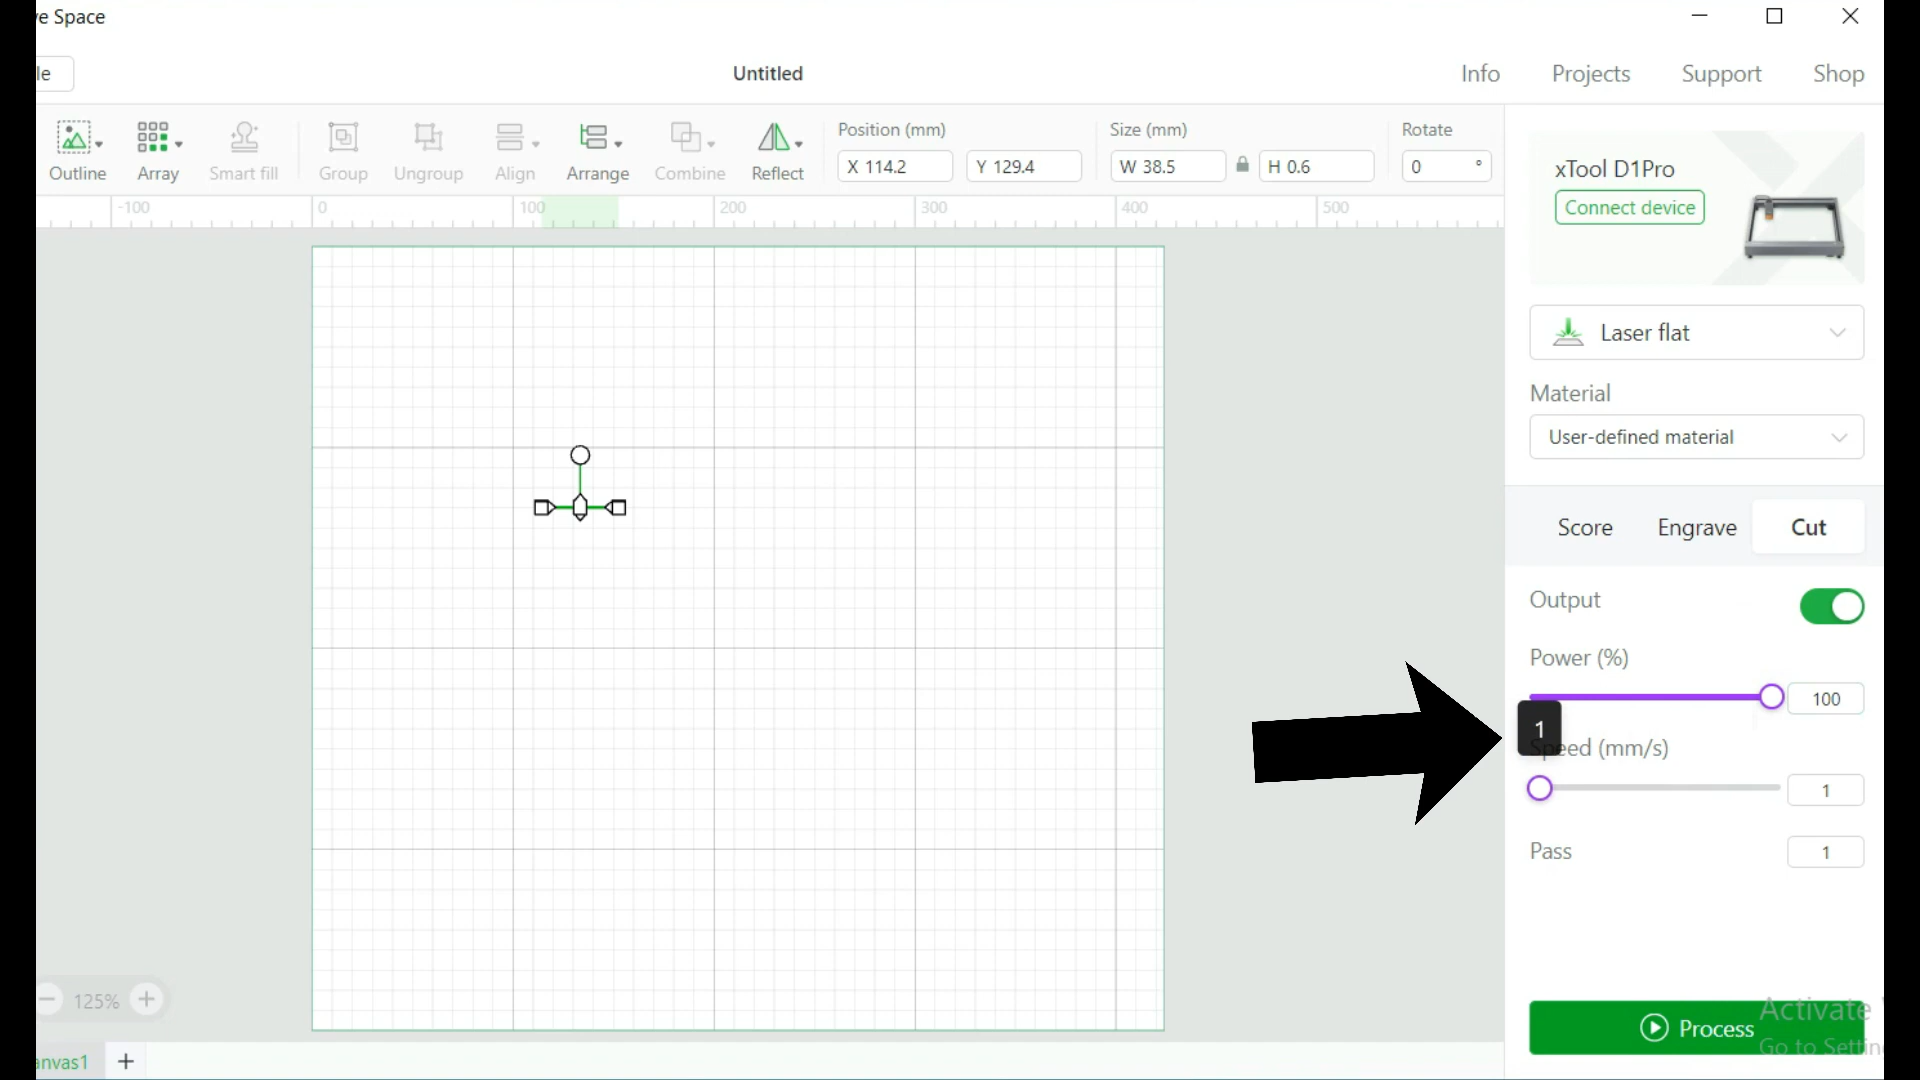 ve Space
le
Untitled
Info Projects Support Shop
Outline Array Smart fill Group Ungroup Align Arrange Combine Reflect
Position (mm) Size (mm) Rotate
X 114.2 Y 129.4 W 38.5 H 0.6 0 °
-100 0 100 200 300 400 500
xTool D1Pro
Connect device
Laser flat
Material
User-defined material
Score Engrave Cut
Output
Power (%)
100
1
Speed (mm/s)
1
Pass 1
125%
Process
Activate
Go to Settin
anvas1 +